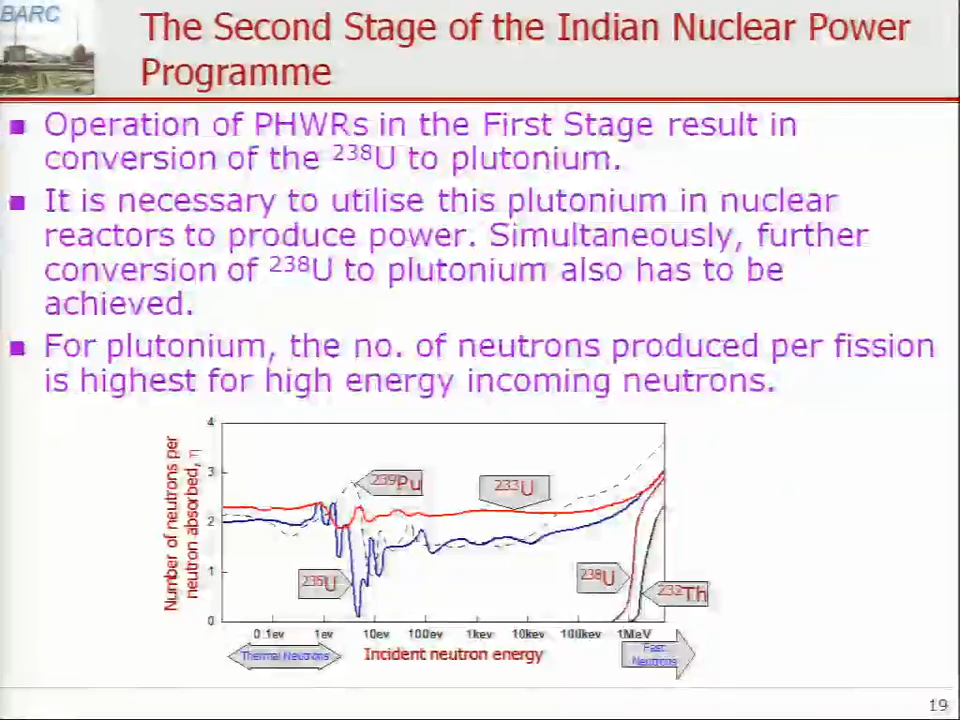 BARC
The Second Stage of the Indian Nuclear Power
Programme
■ Operation of PHWRs in the First Stage result in
conversion of the ²³⁸U to plutonium.
■ It is necessary to utilise this plutonium in nuclear
reactors to produce power. Simultaneously, further
conversion of ²³⁸U to plutonium also has to be
achieved.
■ For plutonium, the no. of neutrons produced per fission
is highest for high energy incoming neutrons.
Number of neutrons per
neutron absorbed, η
4
3
2
1
0
²³⁹Pu
²³³U
²³⁵U
²³⁸U
²³²Th
0.1ev 1ev 10ev 100ev 1kev 10kev 100kev 1MeV
Thermal Neutrons
Incident neutron energy
Fast
Neutrons
19